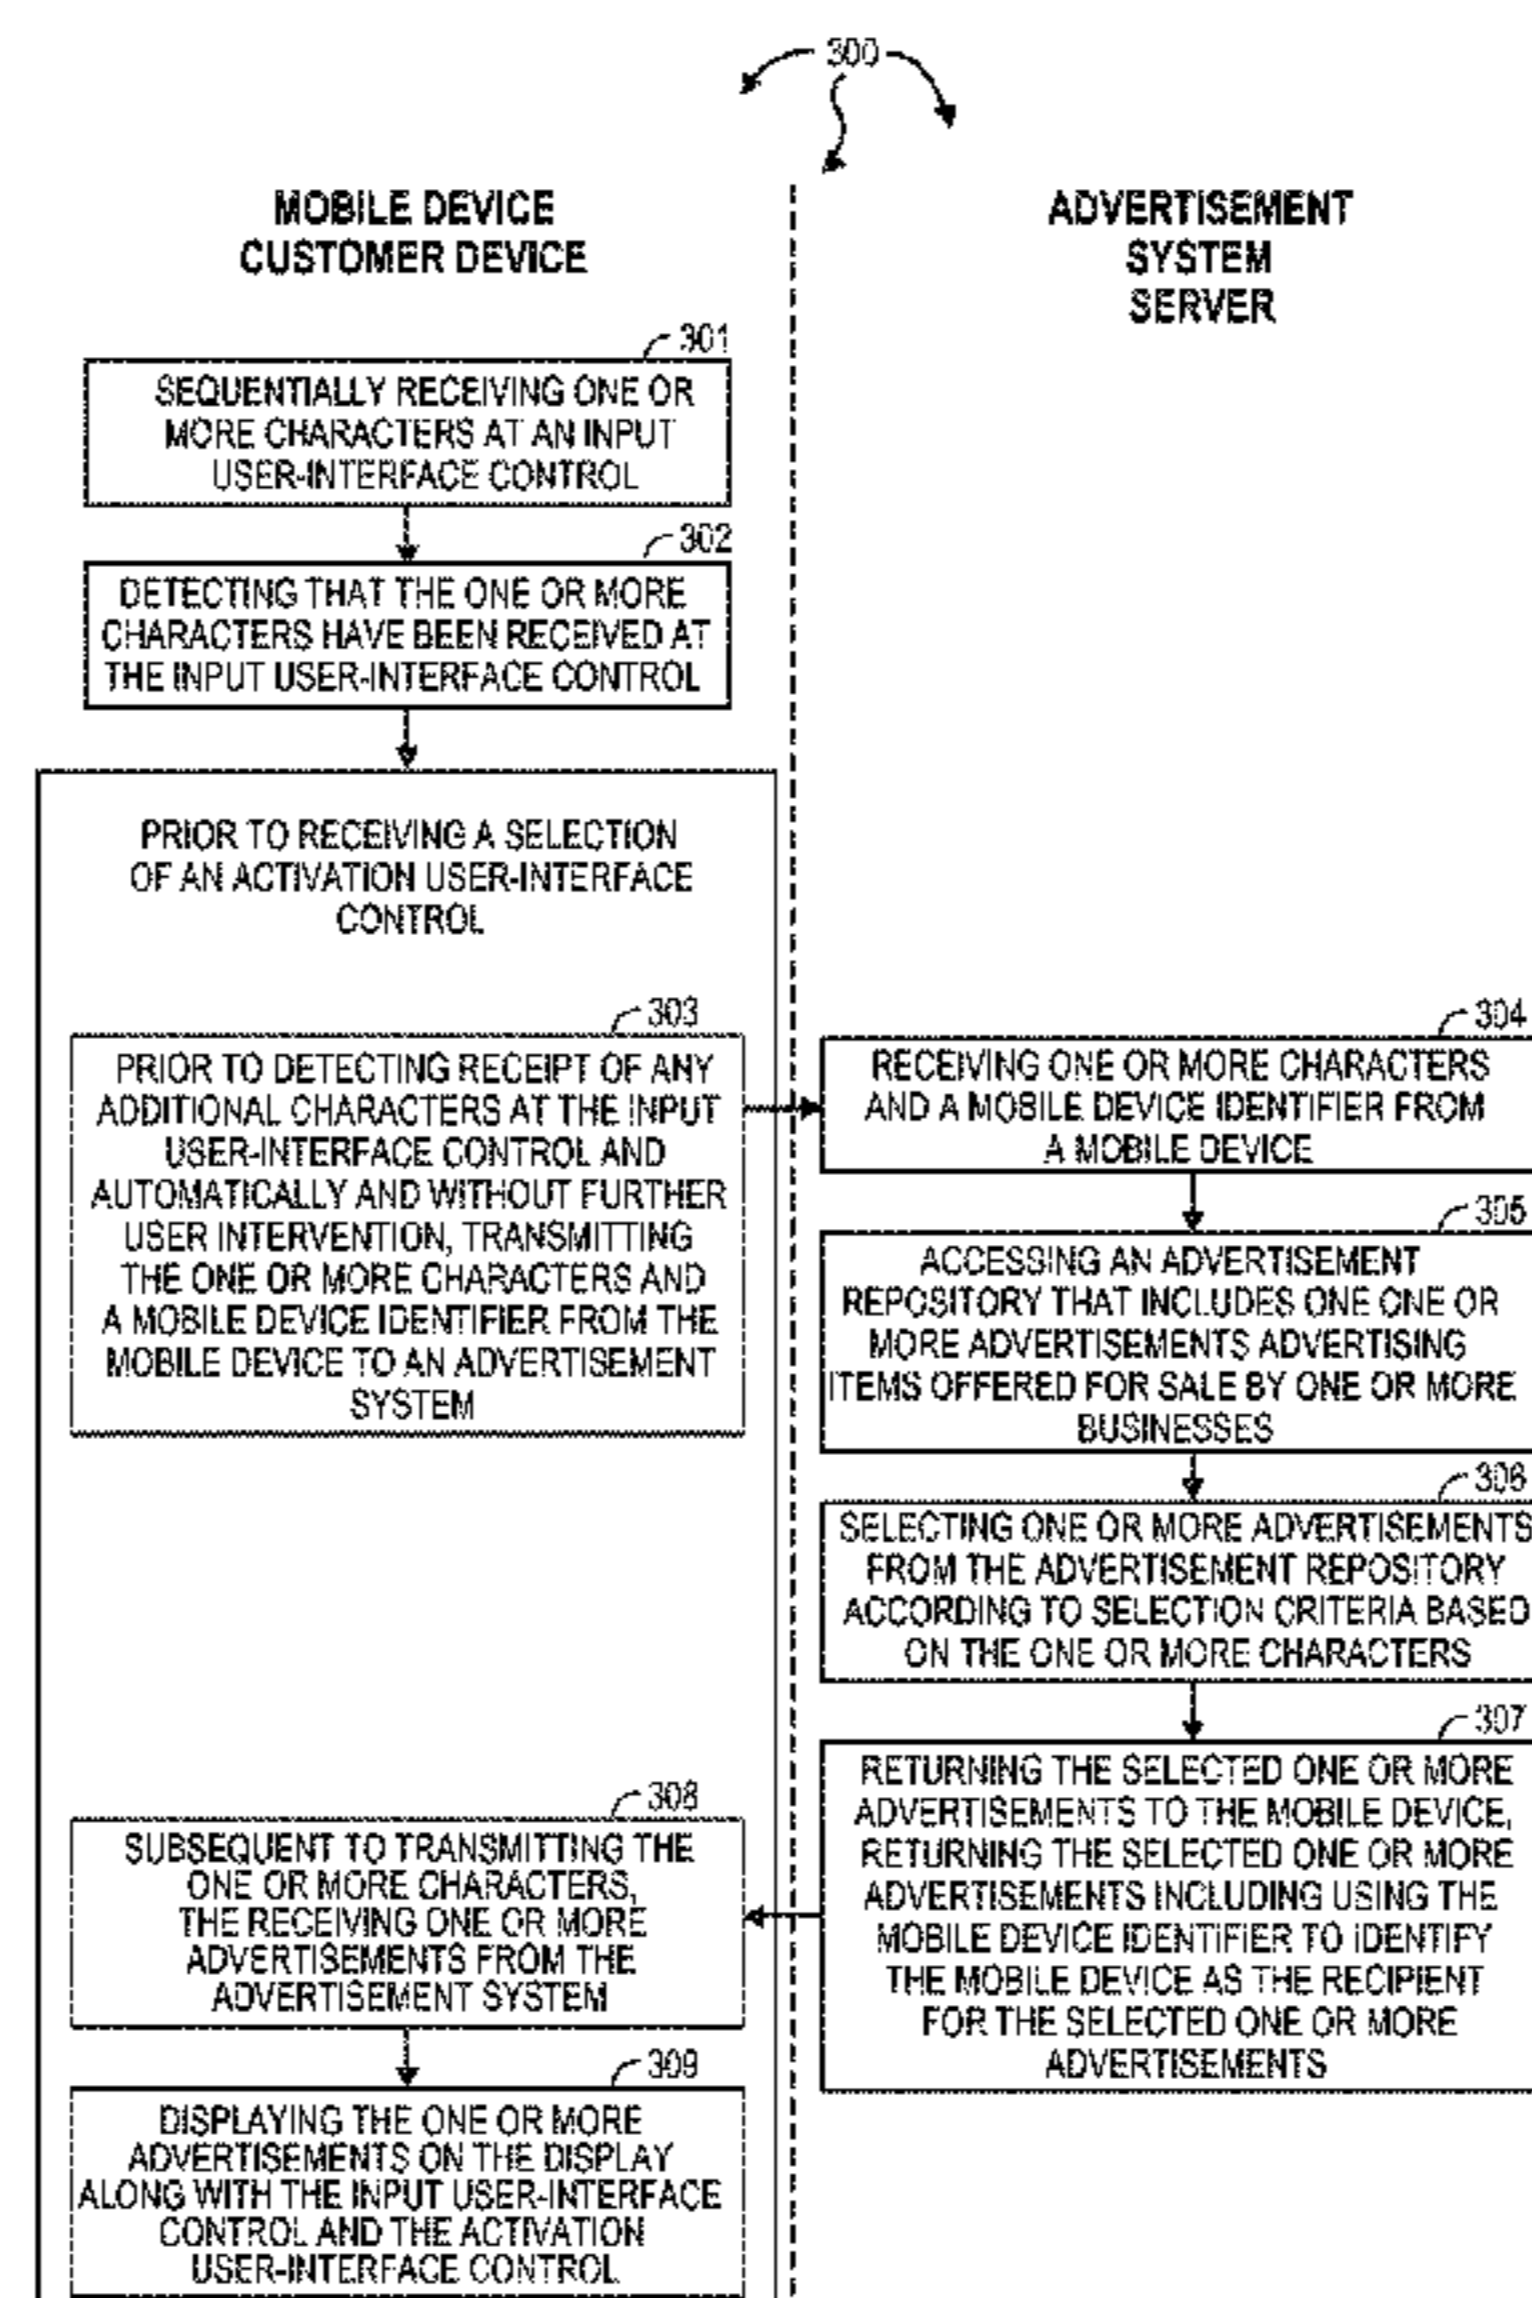 300
MOBILE DEVICE
CUSTOMER DEVICE
ADVERTISEMENT
SYSTEM
SERVER
301
SEQUENTIALLY RECEIVING ONE OR
MORE CHARACTERS AT AN INPUT
USER-INTERFACE CONTROL
302
DETECTING THAT THE ONE OR MORE
CHARACTERS HAVE BEEN RECEIVED AT
THE INPUT USER-INTERFACE CONTROL
PRIOR TO RECEIVING A SELECTION
OF AN ACTIVATION USER-INTERFACE
CONTROL
303
PRIOR TO DETECTING RECEIPT OF ANY
ADDITIONAL CHARACTERS AT THE INPUT
USER-INTERFACE CONTROL AND
AUTOMATICALLY AND WITHOUT FURTHER
USER INTERVENTION, TRANSMITTING
THE ONE OR MORE CHARACTERS AND
A MOBILE DEVICE IDENTIFIER FROM THE
MOBILE DEVICE TO AN ADVERTISEMENT
SYSTEM
304
RECEIVING ONE OR MORE CHARACTERS
AND A MOBILE DEVICE IDENTIFIER FROM
A MOBILE DEVICE
305
ACCESSING AN ADVERTISEMENT
REPOSITORY THAT INCLUDES ONE ONE OR
MORE ADVERTISEMENTS ADVERTISING
ITEMS OFFERED FOR SALE BY ONE OR MORE
BUSINESSES
306
SELECTING ONE OR MORE ADVERTISEMENTS
FROM THE ADVERTISEMENT REPOSITORY
ACCORDING TO SELECTION CRITERIA BASED
ON THE ONE OR MORE CHARACTERS
307
RETURNING THE SELECTED ONE OR MORE
ADVERTISEMENTS TO THE MOBILE DEVICE,
RETURNING THE SELECTED ONE OR MORE
ADVERTISEMENTS INCLUDING USING THE
MOBILE DEVICE IDENTIFIER TO IDENTIFY
THE MOBILE DEVICE AS THE RECIPIENT
FOR THE SELECTED ONE OR MORE
ADVERTISEMENTS
308
SUBSEQUENT TO TRANSMITTING THE
ONE OR MORE CHARACTERS,
THE RECEIVING ONE OR MORE
ADVERTISEMENTS FROM THE
ADVERTISEMENT SYSTEM
309
DISPLAYING THE ONE OR MORE
ADVERTISEMENTS ON THE DISPLAY
ALONG WITH THE INPUT USER-INTERFACE
CONTROL AND THE ACTIVATION
USER-INTERFACE CONTROL